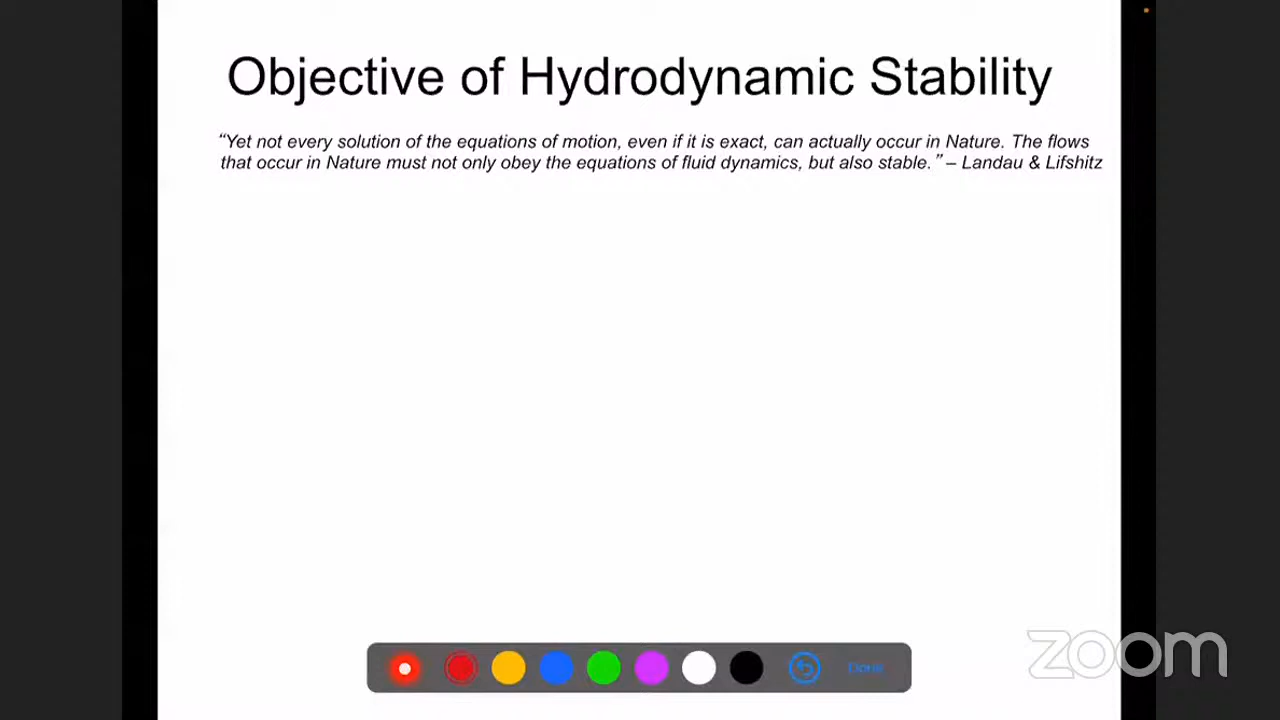 Objective of Hydrodynamic Stability
“Yet not every solution of the equations of motion, even if it is exact, can actually occur in Nature. The flows
that occur in Nature must not only obey the equations of fluid dynamics, but also stable.” – Landau & Lifshitz
Done
zoom